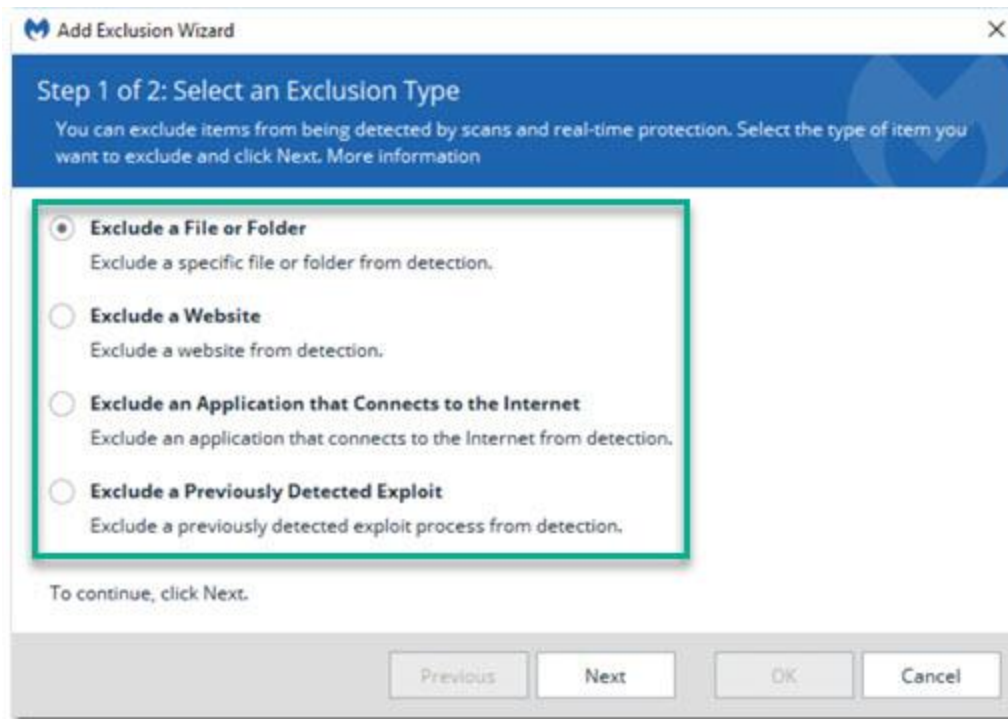 Add Exclusion Wizard
Step 1 of 2: Select an Exclusion Type
You can exclude items from being detected by scans and real-time protection. Select the type of item you
want to exclude and click Next. More information
Exclude a File or Folder
Exclude a specific file or folder from detection.
Exclude a Website
Exclude a website from detection.
Exclude an Application that Connects to the Internet
Exclude an application that connects to the Internet from detection.
Exclude a Previously Detected Exploit
Exclude a previously detected exploit process from detection.
To continue, click Next.
Previous Next OK Cancel